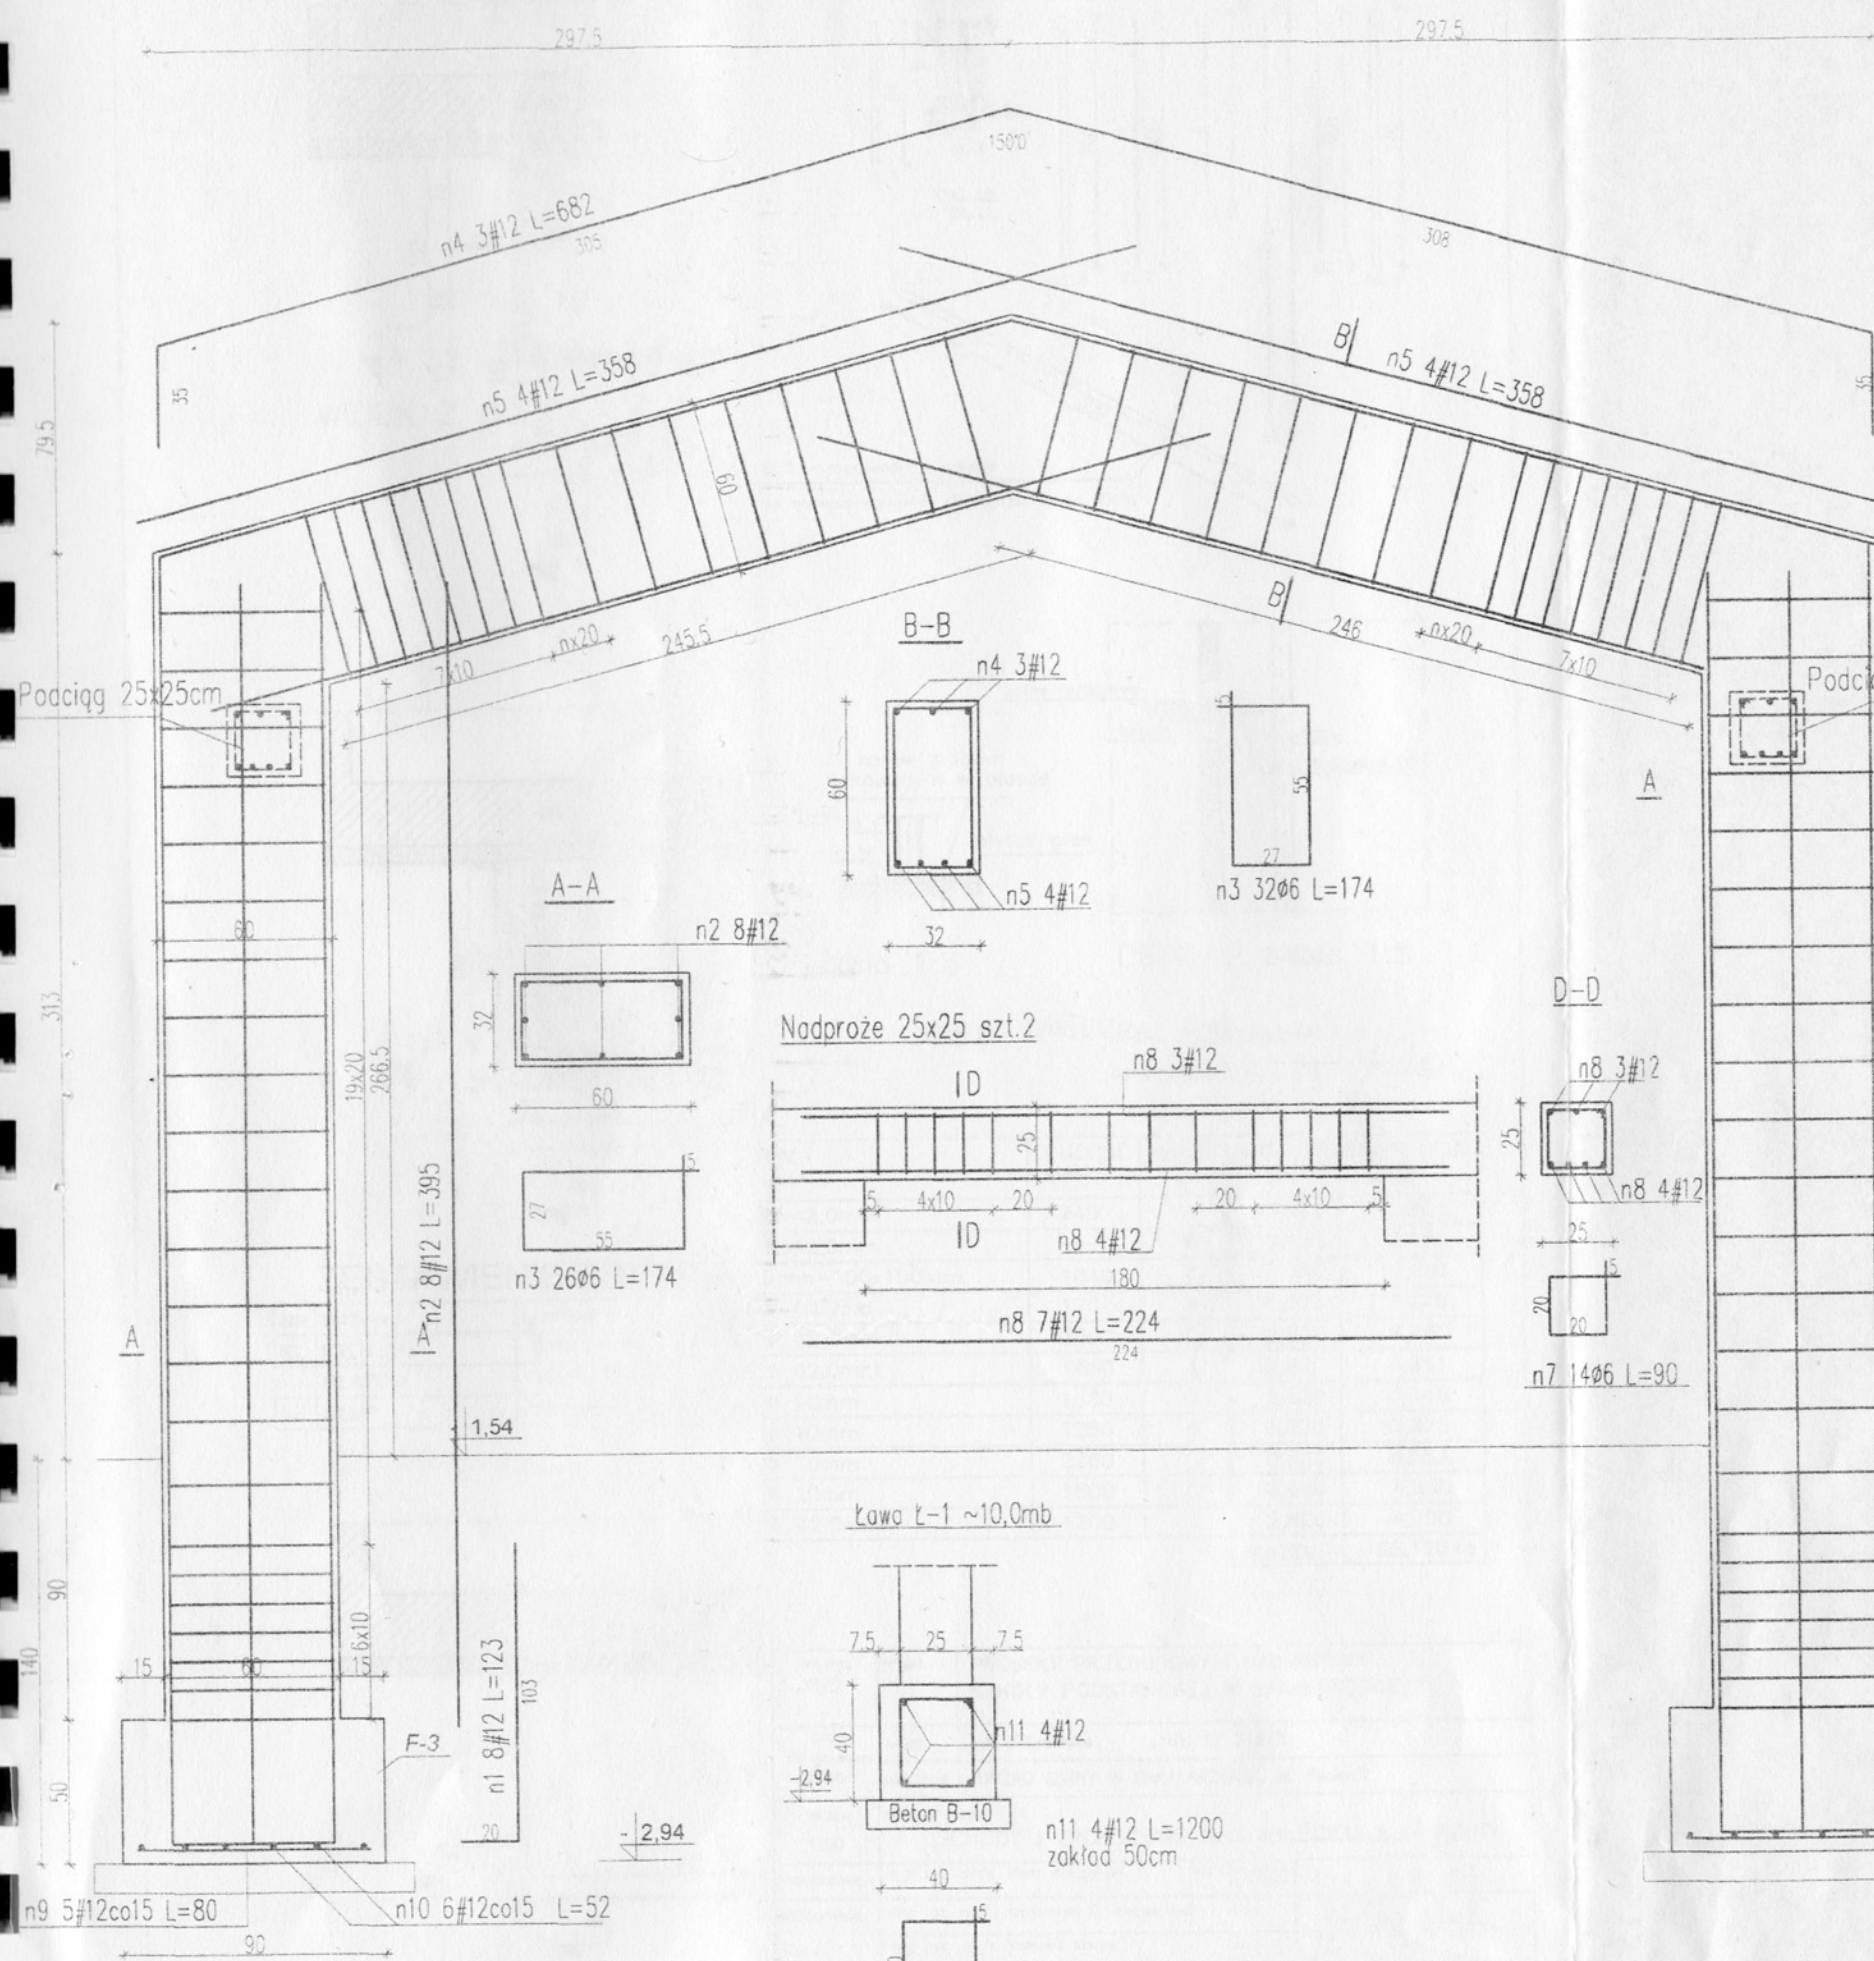 297.5
297.5
150°0'
n4 3#12 L=682
305
308
35
35
79.5
n5 4#12 L=358
B
n5 4#12 L=358
60
B
B-B
245.5
246
nx20
nx20
7x10
7x10
n4 3#12
Podciąg 25x25cm
5
60
55
A
27
n3 32ø6 L=174
n5 4#12
A-A
60
n2 8#12
32
D-D
32
313
19x20
266.5
Nadproże 25x25 szt.2
n8 3#12
n8 3#12
D
60
25
25
5
n8 4#12
27
5 4x10 20
20 4x10 5
55
D
n8 4#12
25
n3 26ø6 L=174
180
5
20
20
n2 8#12 L=395
A
A
n8 7#12 L=224
224
n7 14ø6 L=90
1,54
Ława Ł-1 ~10,0mb
90
140
6x10
15 60 15
n1 8#12 L=123
103
7.5 25 7.5
F-3
40
n11 4#12
50
-2,94
Beton B-10
20
-2,94
n11 4#12 L=1200
zakład 50cm
40
n9 5#12co15 L=80
n10 6#12co15 L=52
5
90